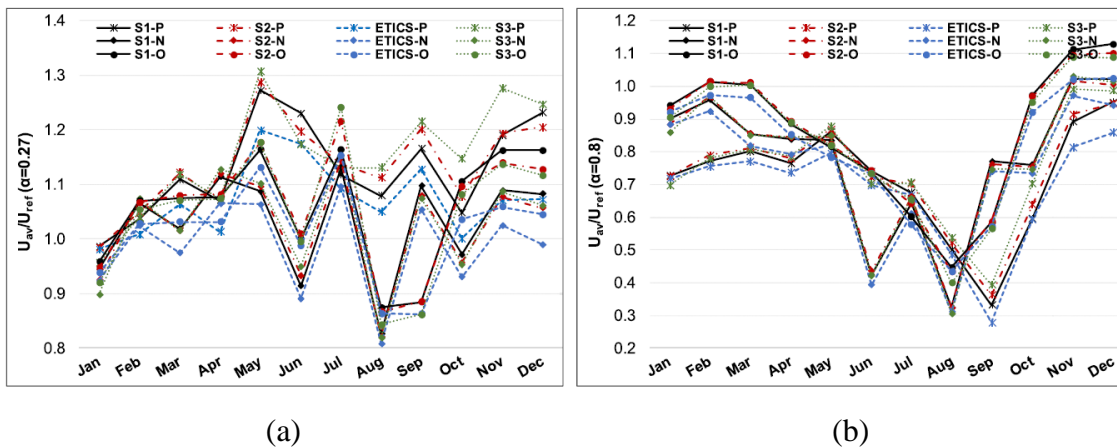 1.4
S1-P S2-P ETICS-P S3-P
S1-N S2-N ETICS-N S3-N
S1-O S2-O ETICS-O S3-O
1.3
1.2
1.1
1.0
0.9
0.8
Uav/Uref (α=0.27)
Jan Feb Mar Apr May Jun Jul Aug Sep Oct Nov Dec
(a)
1.2
S1-P S2-P ETICS-P S3-P
S1-N S2-N ETICS-N S3-N
S1-O S2-O ETICS-O S3-O
1.1
1.0
0.9
0.8
0.7
0.6
0.5
0.4
0.3
0.2
Uav/Uref (α=0.8)
Jan Feb Mar Apr May Jun Jul Aug Sep Oct Nov Dec
(b)